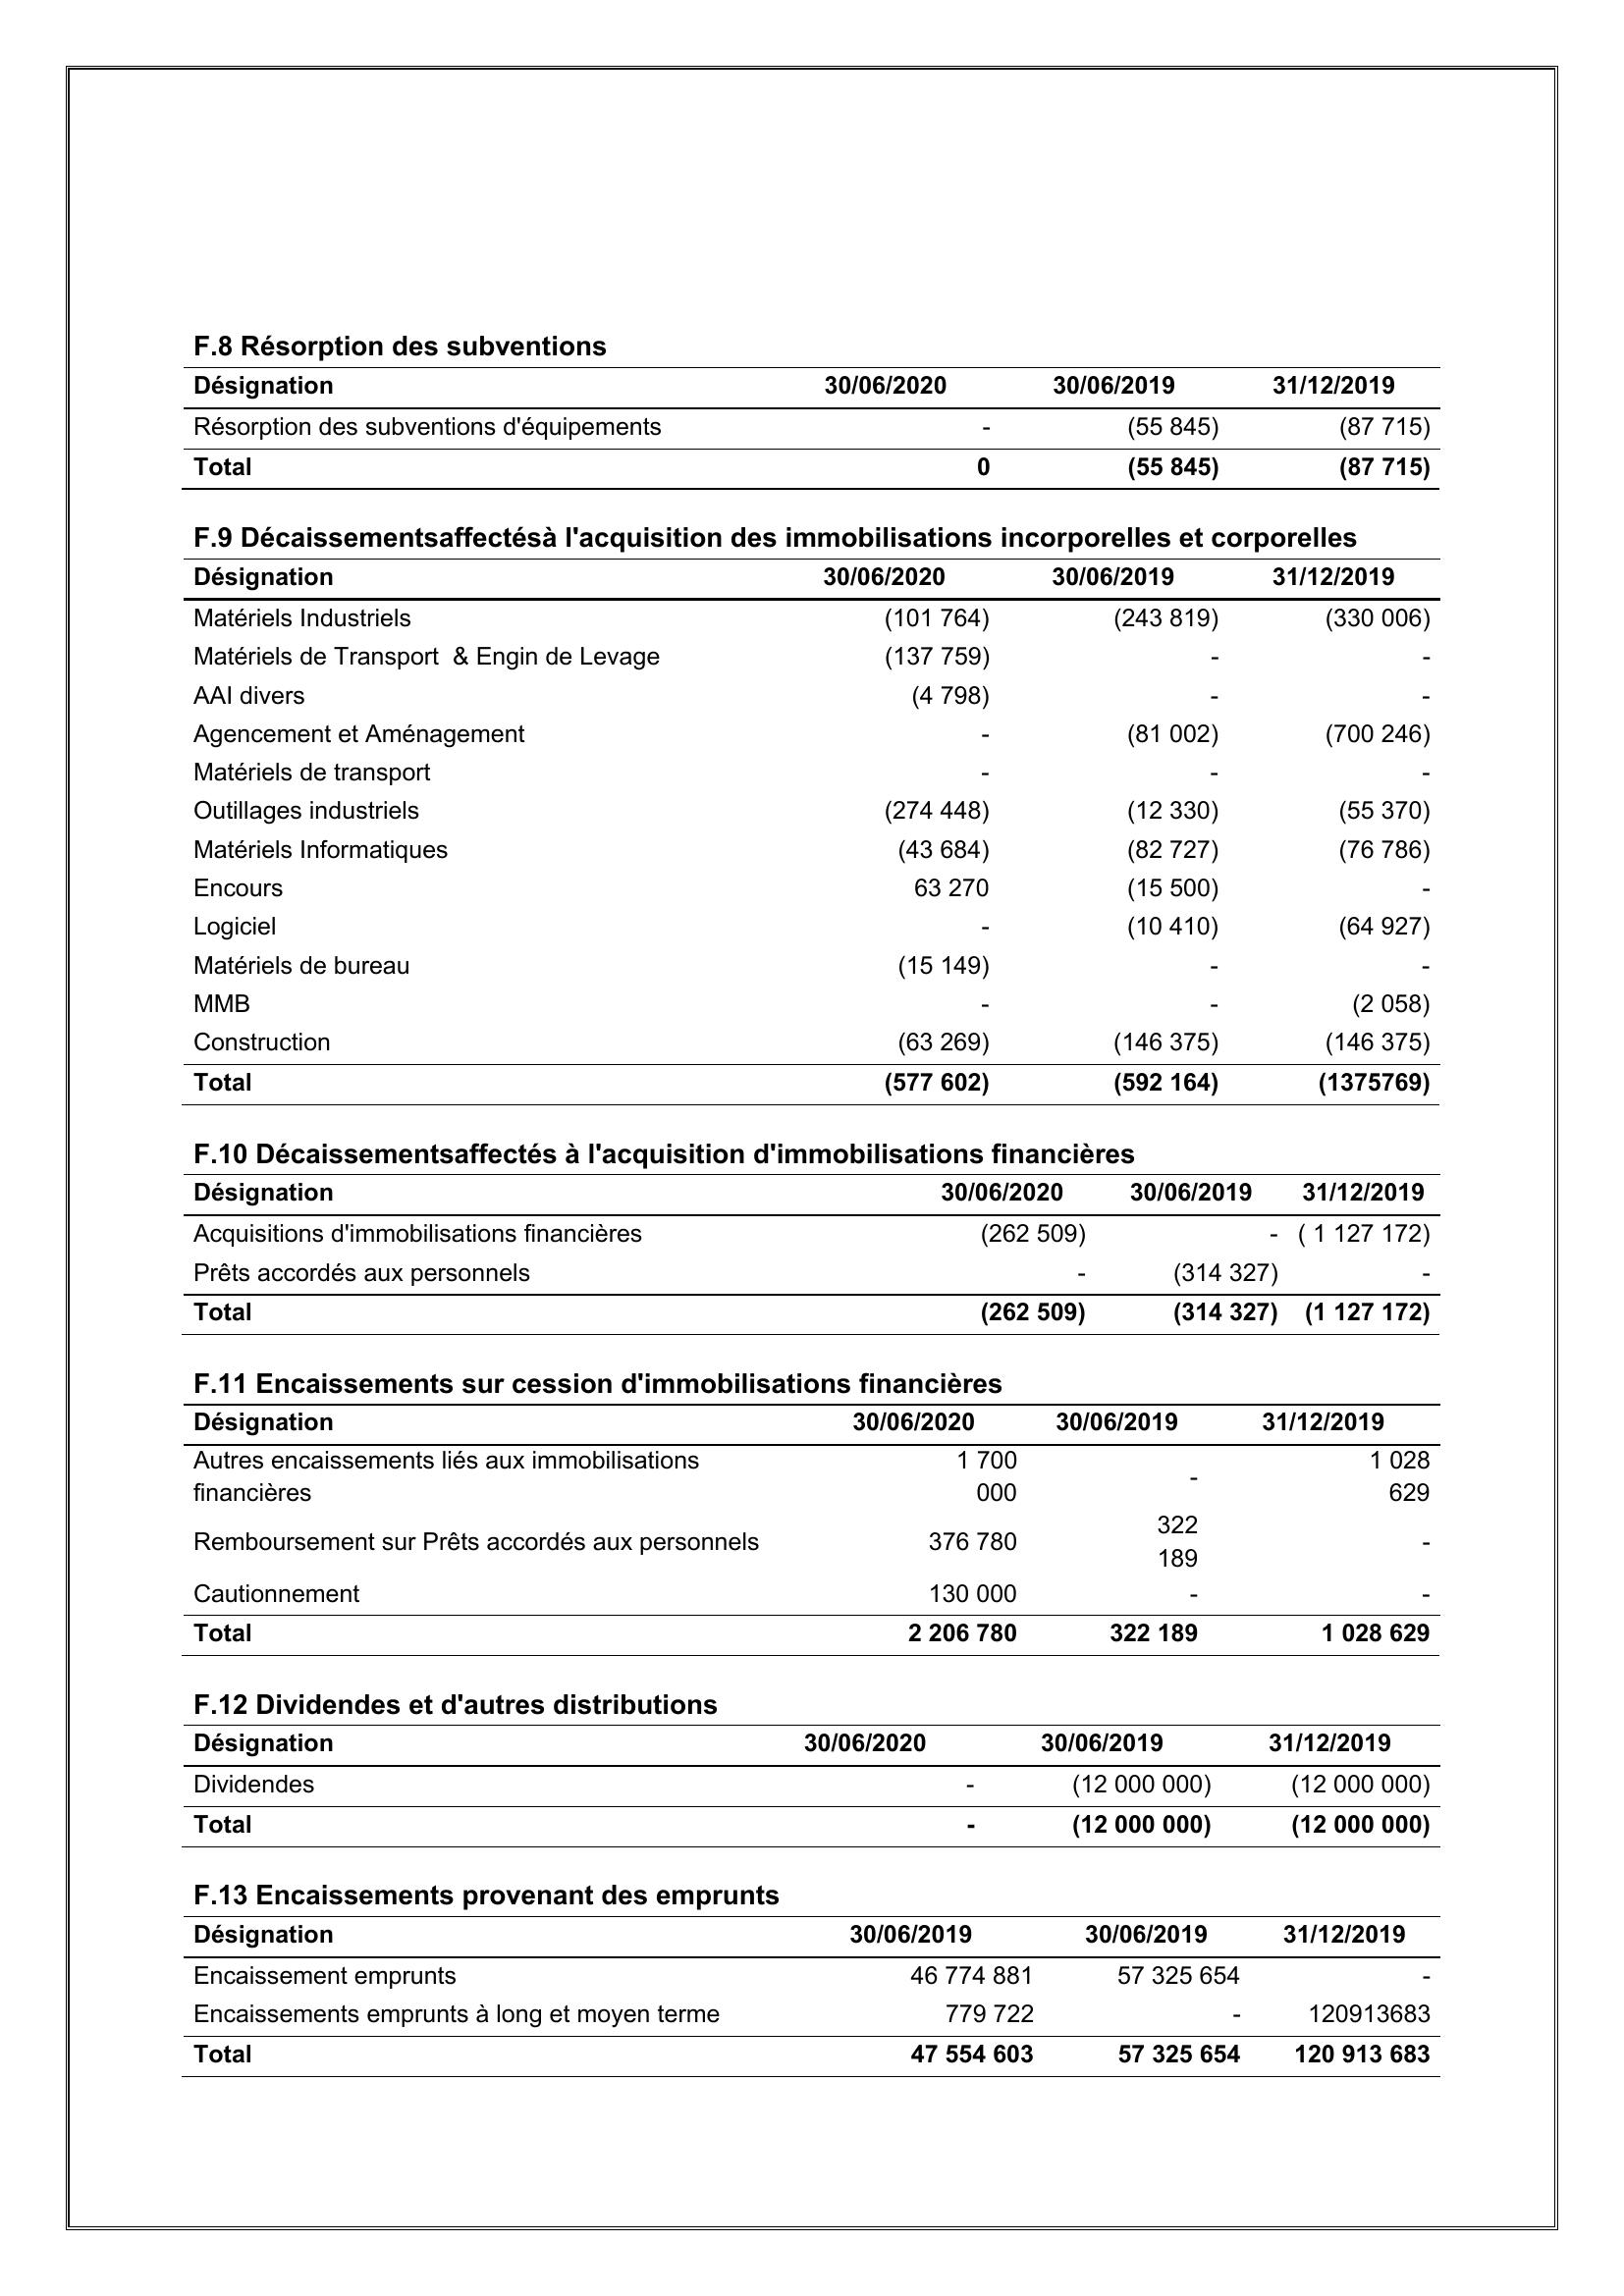 F.8 Résorption des subventions
Désignation 30/06/2020 30/06/2019 31/12/2019
Résorption des subventions d'équipements - (55 845) (87 715)
Total 0 (55 845) (87 715)
F.9 Décaissementsaffectésà l'acquisition des immobilisations incorporelles et corporelles
Désignation 30/06/2020 30/06/2019 31/12/2019
Matériels Industriels (101 764) (243 819) (330 006)
Matériels de Transport  & Engin de Levage (137 759) - -
AAI divers (4 798) - -
Agencement et Aménagement - (81 002) (700 246)
Matériels de transport - - -
Outillages industriels (274 448) (12 330) (55 370)
Matériels Informatiques (43 684) (82 727) (76 786)
Encours 63 270 (15 500) -
Logiciel - (10 410) (64 927)
Matériels de bureau (15 149) - -
MMB - - (2 058)
Construction (63 269) (146 375) (146 375)
Total (577 602) (592 164) (1375769)
F.10 Décaissementsaffectés à l'acquisition d'immobilisations financières
Désignation 30/06/2020 30/06/2019 31/12/2019
Acquisitions d'immobilisations financières (262 509) - ( 1 127 172)
Prêts accordés aux personnels - (314 327) -
Total (262 509) (314 327) (1 127 172)
F.11 Encaissements sur cession d'immobilisations financières
Désignation 30/06/2020 30/06/2019 31/12/2019
Autres encaissements liés aux immobilisations 1 700 - 1 028
financières 000 629
Remboursement sur Prêts accordés aux personnels 376 780 322 -
189
Cautionnement 130 000 - -
Total 2 206 780 322 189 1 028 629
F.12 Dividendes et d'autres distributions
Désignation 30/06/2020 30/06/2019 31/12/2019
Dividendes - (12 000 000) (12 000 000)
Total - (12 000 000) (12 000 000)
F.13 Encaissements provenant des emprunts
Désignation 30/06/2019 30/06/2019 31/12/2019
Encaissement emprunts 46 774 881 57 325 654 -
Encaissements emprunts à long et moyen terme 779 722 - 120913683
Total 47 554 603 57 325 654 120 913 683